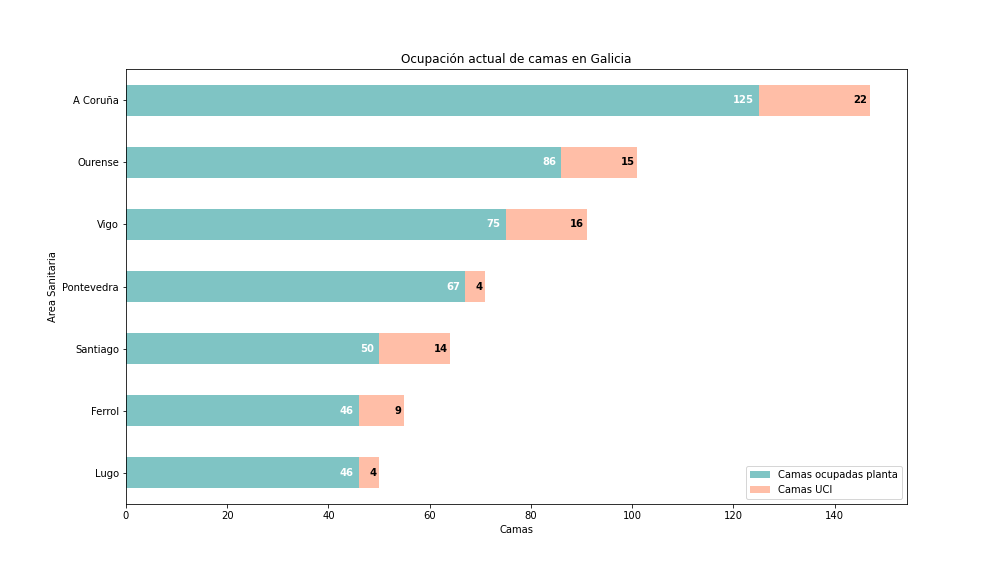 Ocupación actual de camas en Galicia
Area Sanitaria
A Coruña 125 22
Ourense 86 15
Vigo 75 16
Pontevedra 67 4
Santiago 50 14
Ferrol 46 9
Lugo 46 4
Camas ocupadas planta
Camas UCI
0 20 40 60 80 100 120 140
Camas